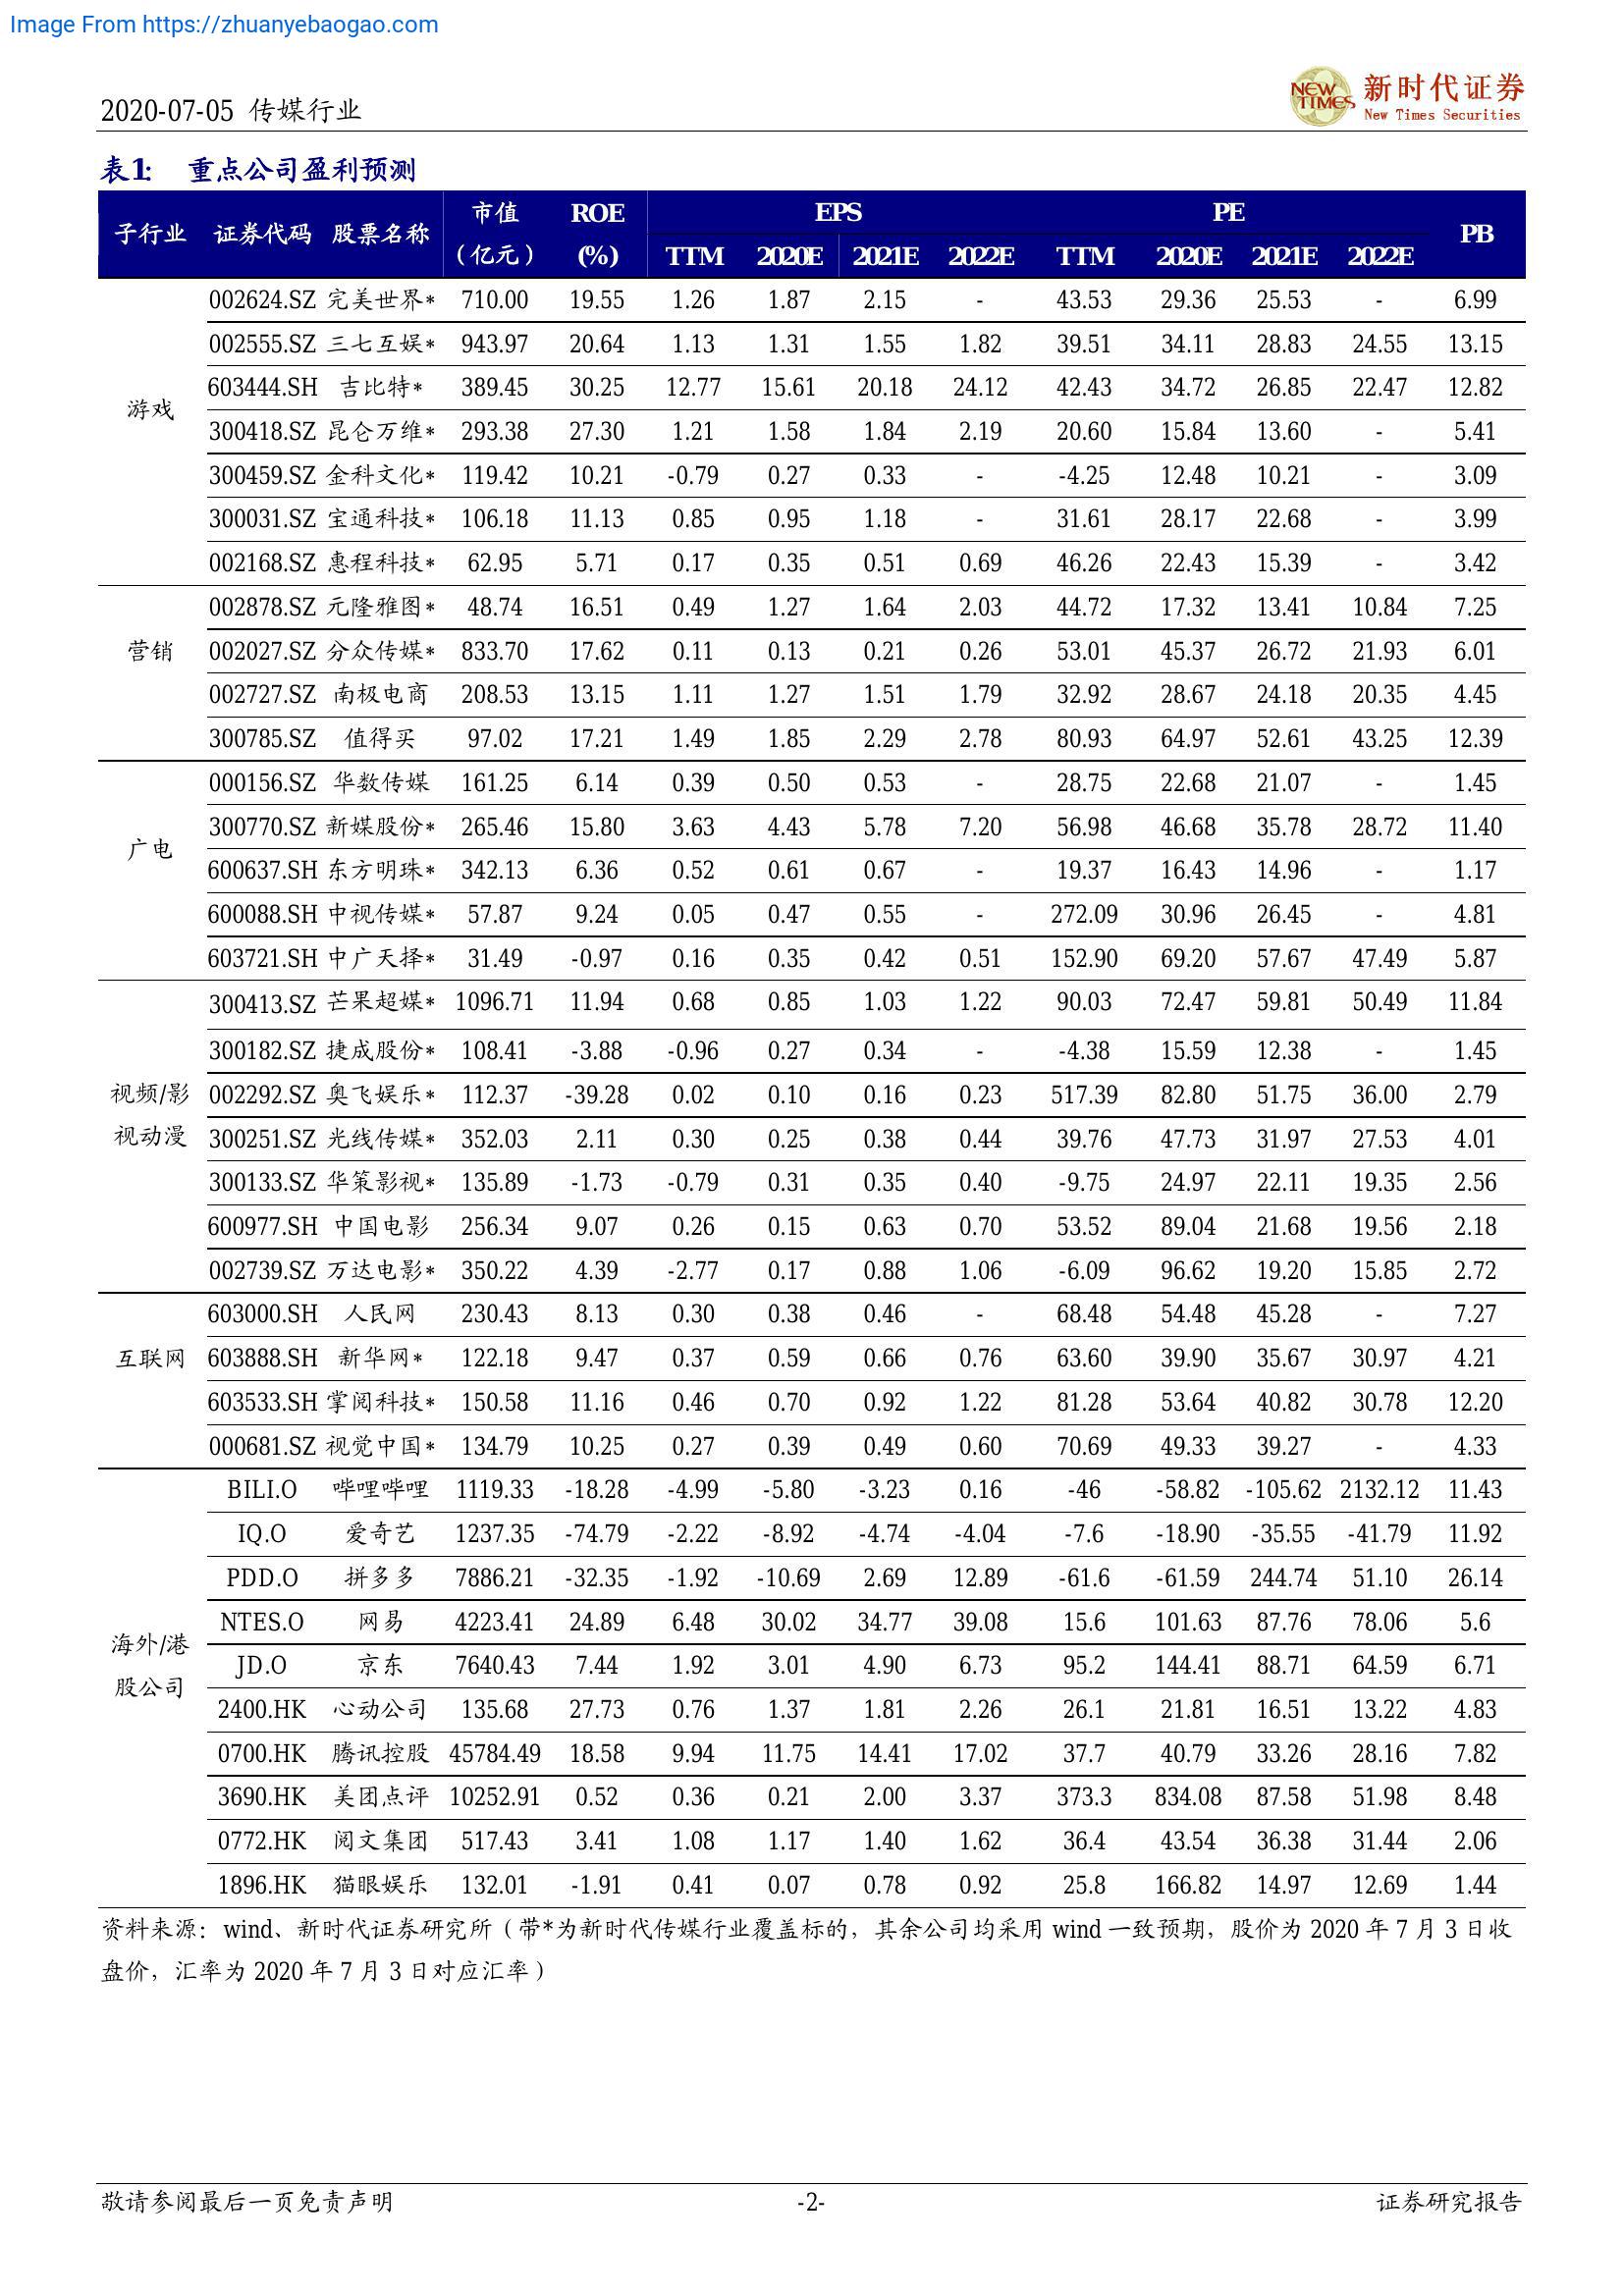 Image From https://zhuanyebaogao.com
2020-07-05 传媒行业
NEW TIMES 新时代证券
New Times Securities
表1: 重点公司盈利预测
子行业 证券代码 股票名称 市值（亿元） ROE (%) EPS PE PB
TTM 2020E 2021E 2022E TTM 2020E 2021E 2022E
游戏
002624.SZ 完美世界* 710.00 19.55 1.26 1.87 2.15 - 43.53 29.36 25.53 - 6.99
002555.SZ 三七互娱* 943.97 20.64 1.13 1.31 1.55 1.82 39.51 34.11 28.83 24.55 13.15
603444.SH 吉比特* 389.45 30.25 12.77 15.61 20.18 24.12 42.43 34.72 26.85 22.47 12.82
300418.SZ 昆仑万维* 293.38 27.30 1.21 1.58 1.84 2.19 20.60 15.84 13.60 - 5.41
300459.SZ 金科文化* 119.42 10.21 -0.79 0.27 0.33 - -4.25 12.48 10.21 - 3.09
300031.SZ 宝通科技* 106.18 11.13 0.85 0.95 1.18 - 31.61 28.17 22.68 - 3.99
002168.SZ 惠程科技* 62.95 5.71 0.17 0.35 0.51 0.69 46.26 22.43 15.39 - 3.42
营销
002878.SZ 元隆雅图* 48.74 16.51 0.49 1.27 1.64 2.03 44.72 17.32 13.41 10.84 7.25
002027.SZ 分众传媒* 833.70 17.62 0.11 0.13 0.21 0.26 53.01 45.37 26.72 21.93 6.01
002727.SZ 南极电商 208.53 13.15 1.11 1.27 1.51 1.79 32.92 28.67 24.18 20.35 4.45
300785.SZ 值得买 97.02 17.21 1.49 1.85 2.29 2.78 80.93 64.97 52.61 43.25 12.39
广电
000156.SZ 华数传媒 161.25 6.14 0.39 0.50 0.53 - 28.75 22.68 21.07 - 1.45
300770.SZ 新媒股份* 265.46 15.80 3.63 4.43 5.78 7.20 56.98 46.68 35.78 28.72 11.40
600637.SH 东方明珠* 342.13 6.36 0.52 0.61 0.67 - 19.37 16.43 14.96 - 1.17
600088.SH 中视传媒* 57.87 9.24 0.05 0.47 0.55 - 272.09 30.96 26.45 - 4.81
603721.SH 中广天择* 31.49 -0.97 0.16 0.35 0.42 0.51 152.90 69.20 57.67 47.49 5.87
视频/影视动漫
300413.SZ 芒果超媒* 1096.71 11.94 0.68 0.85 1.03 1.22 90.03 72.47 59.81 50.49 11.84
300182.SZ 捷成股份* 108.41 -3.88 -0.96 0.27 0.34 - -4.38 15.59 12.38 - 1.45
002292.SZ 奥飞娱乐* 112.37 -39.28 0.02 0.10 0.16 0.23 517.39 82.80 51.75 36.00 2.79
300251.SZ 光线传媒* 352.03 2.11 0.30 0.25 0.38 0.44 39.76 47.73 31.97 27.53 4.01
300133.SZ 华策影视* 135.89 -1.73 -0.79 0.31 0.35 0.40 -9.75 24.97 22.11 19.35 2.56
600977.SH 中国电影 256.34 9.07 0.26 0.15 0.63 0.70 53.52 89.04 21.68 19.56 2.18
002739.SZ 万达电影* 350.22 4.39 -2.77 0.17 0.88 1.06 -6.09 96.62 19.20 15.85 2.72
互联网
603000.SH 人民网 230.43 8.13 0.30 0.38 0.46 - 68.48 54.48 45.28 - 7.27
603888.SH 新华网* 122.18 9.47 0.37 0.59 0.66 0.76 63.60 39.90 35.67 30.97 4.21
603533.SH 掌阅科技* 150.58 11.16 0.46 0.70 0.92 1.22 81.28 53.64 40.82 30.78 12.20
000681.SZ 视觉中国* 134.79 10.25 0.27 0.39 0.49 0.60 70.69 49.33 39.27 - 4.33
海外/港股公司
BILI.O 哔哩哔哩 1119.33 -18.28 -4.99 -5.80 -3.23 0.16 -46 -58.82 -105.62 2132.12 11.43
IQ.O 爱奇艺 1237.35 -74.79 -2.22 -8.92 -4.74 -4.04 -7.6 -18.90 -35.55 -41.79 11.92
PDD.O 拼多多 7886.21 -32.35 -1.92 -10.69 2.69 12.89 -61.6 -61.59 244.74 51.10 26.14
NTES.O 网易 4223.41 24.89 6.48 30.02 34.77 39.08 15.6 101.63 87.76 78.06 5.6
JD.O 京东 7640.43 7.44 1.92 3.01 4.90 6.73 95.2 144.41 88.71 64.59 6.71
2400.HK 心动公司 135.68 27.73 0.76 1.37 1.81 2.26 26.1 21.81 16.51 13.22 4.83
0700.HK 腾讯控股 45784.49 18.58 9.94 11.75 14.41 17.02 37.7 40.79 33.26 28.16 7.82
3690.HK 美团点评 10252.91 0.52 0.36 0.21 2.00 3.37 373.3 834.08 87.58 51.98 8.48
0772.HK 阅文集团 517.43 3.41 1.08 1.17 1.40 1.62 36.4 43.54 36.38 31.44 2.06
1896.HK 猫眼娱乐 132.01 -1.91 0.41 0.07 0.78 0.92 25.8 166.82 14.97 12.69 1.44
资料来源：wind、新时代证券研究所（带*为新时代传媒行业覆盖标的，其余公司均采用 wind 一致预期，股价为 2020 年 7 月 3 日收
盘价，汇率为 2020 年 7 月 3 日对应汇率）
敬请参阅最后一页免责声明 -2- 证券研究报告